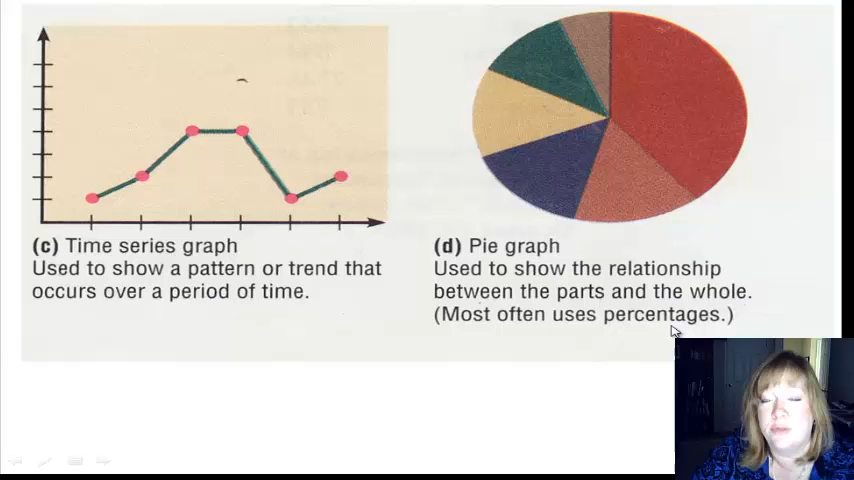 (c) Time series graph
Used to show a pattern or trend that
occurs over a period of time.
(d) Pie graph
Used to show the relationship
between the parts and the whole.
(Most often uses percentages.)